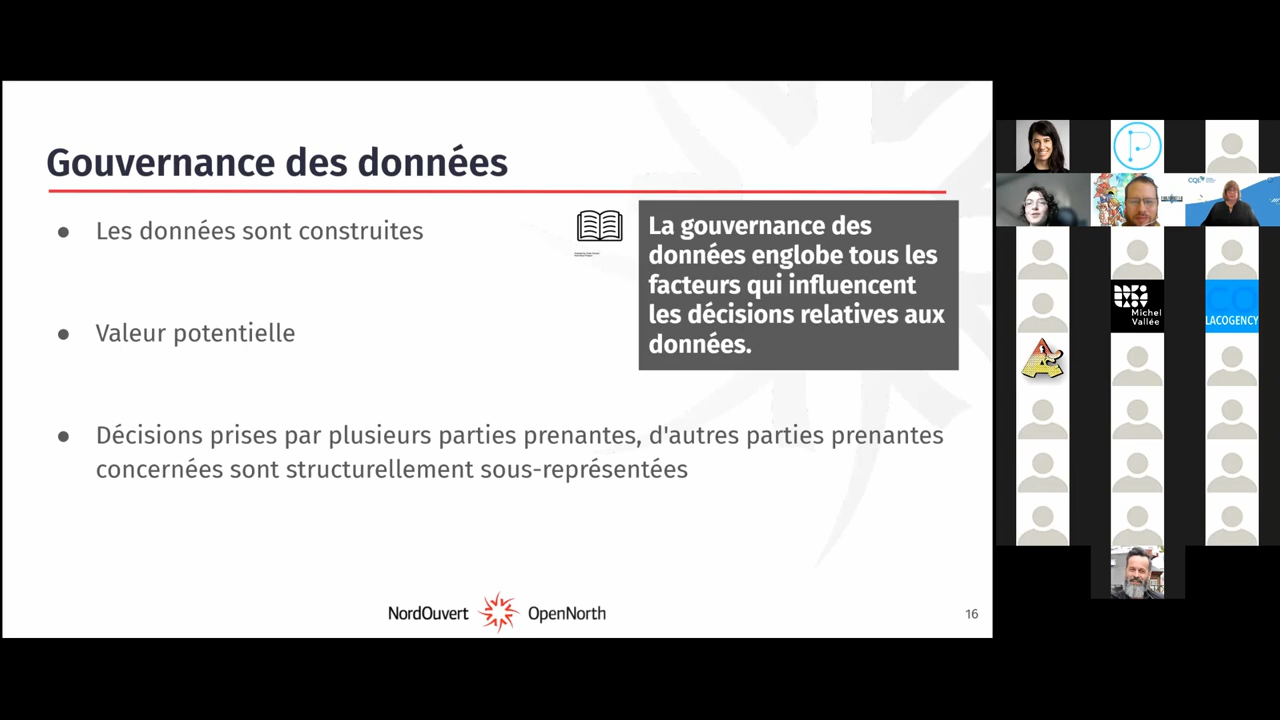 Gouvernance des données
● Les données sont construites
La gouvernance des
données englobe tous les
facteurs qui influencent
les décisions relatives aux
données.
● Valeur potentielle
● Décisions prises par plusieurs parties prenantes, d'autres parties prenantes
concernées sont structurellement sous-représentées
NordOuvert OpenNorth
16
CQL
Michel
Vallée
LACOGENCY